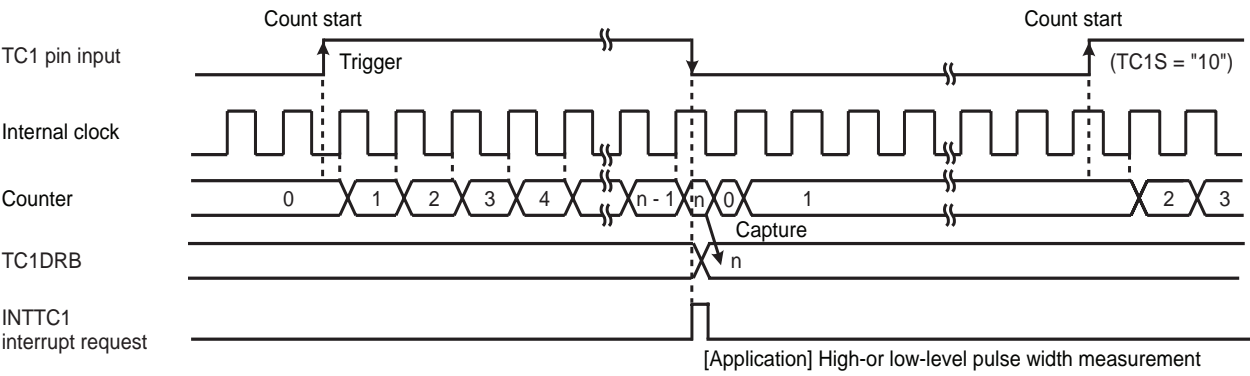 Count start
Count start
TC1 pin input
Trigger
(TC1S = "10")
Internal clock
Counter
0 1 2 3 4 n - 1 n 0 1 2 3
Capture
TC1DRB
n
INTTC1
interrupt request
[Application] High-or low-level pulse width measurement